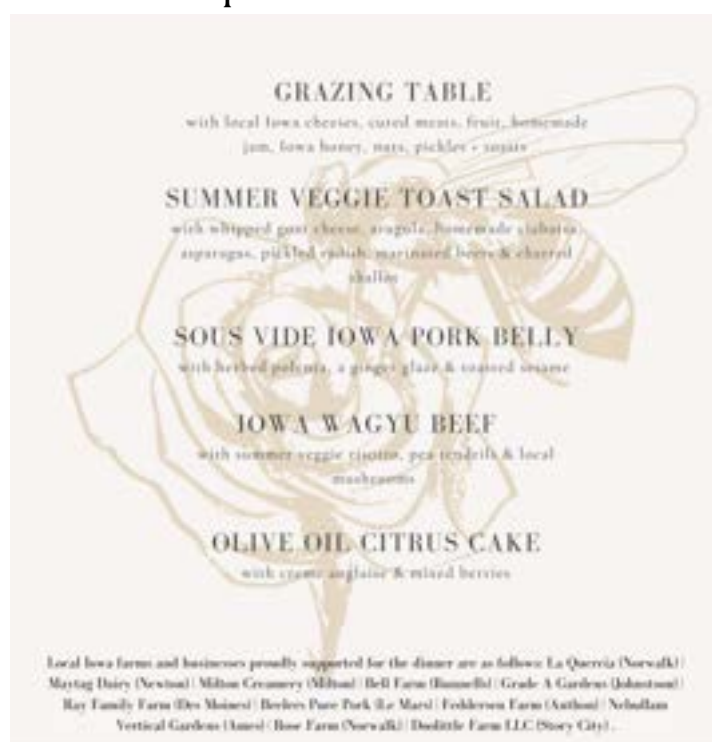 GRAZING TABLE
with local Iowa cheeses, cured meats, fruit, homemade
jam, Iowa honey, nuts, pickles +
SUMMER VEGGIE TOAST SALAD
with whipped goat cheese, arugula, homemade ciabatta,
asparagus, pickled radish, marinated beets & charred
shallot
SOUS VIDE IOWA PORK BELLY
with herbed polenta, a ginger glaze & toasted sesame
IOWA WAGYU BEEF
with summer veggie risotto, pea tendrils & local
mushrooms
OLIVE OIL CITRUS CAKE
with creme anglaise & mixed berries
Local Iowa farms and businesses proudly supported for the dinner are as follows: La Quercia (Norwalk) |
Maytag Dairy (Newton) | Milton Creamery (Milton) | Bell Farm (Runnells) | Grade A Gardens (Johnston) |
Ray Family Farm (Des Moines) | Beelers Pure Pork (Le Mars) | Feddersen Farm (Anthon) | Nebullam
Vertical Gardens (Ames) | Rose Farm (Norwalk) | Doolittle Farm LLC (Story City) .